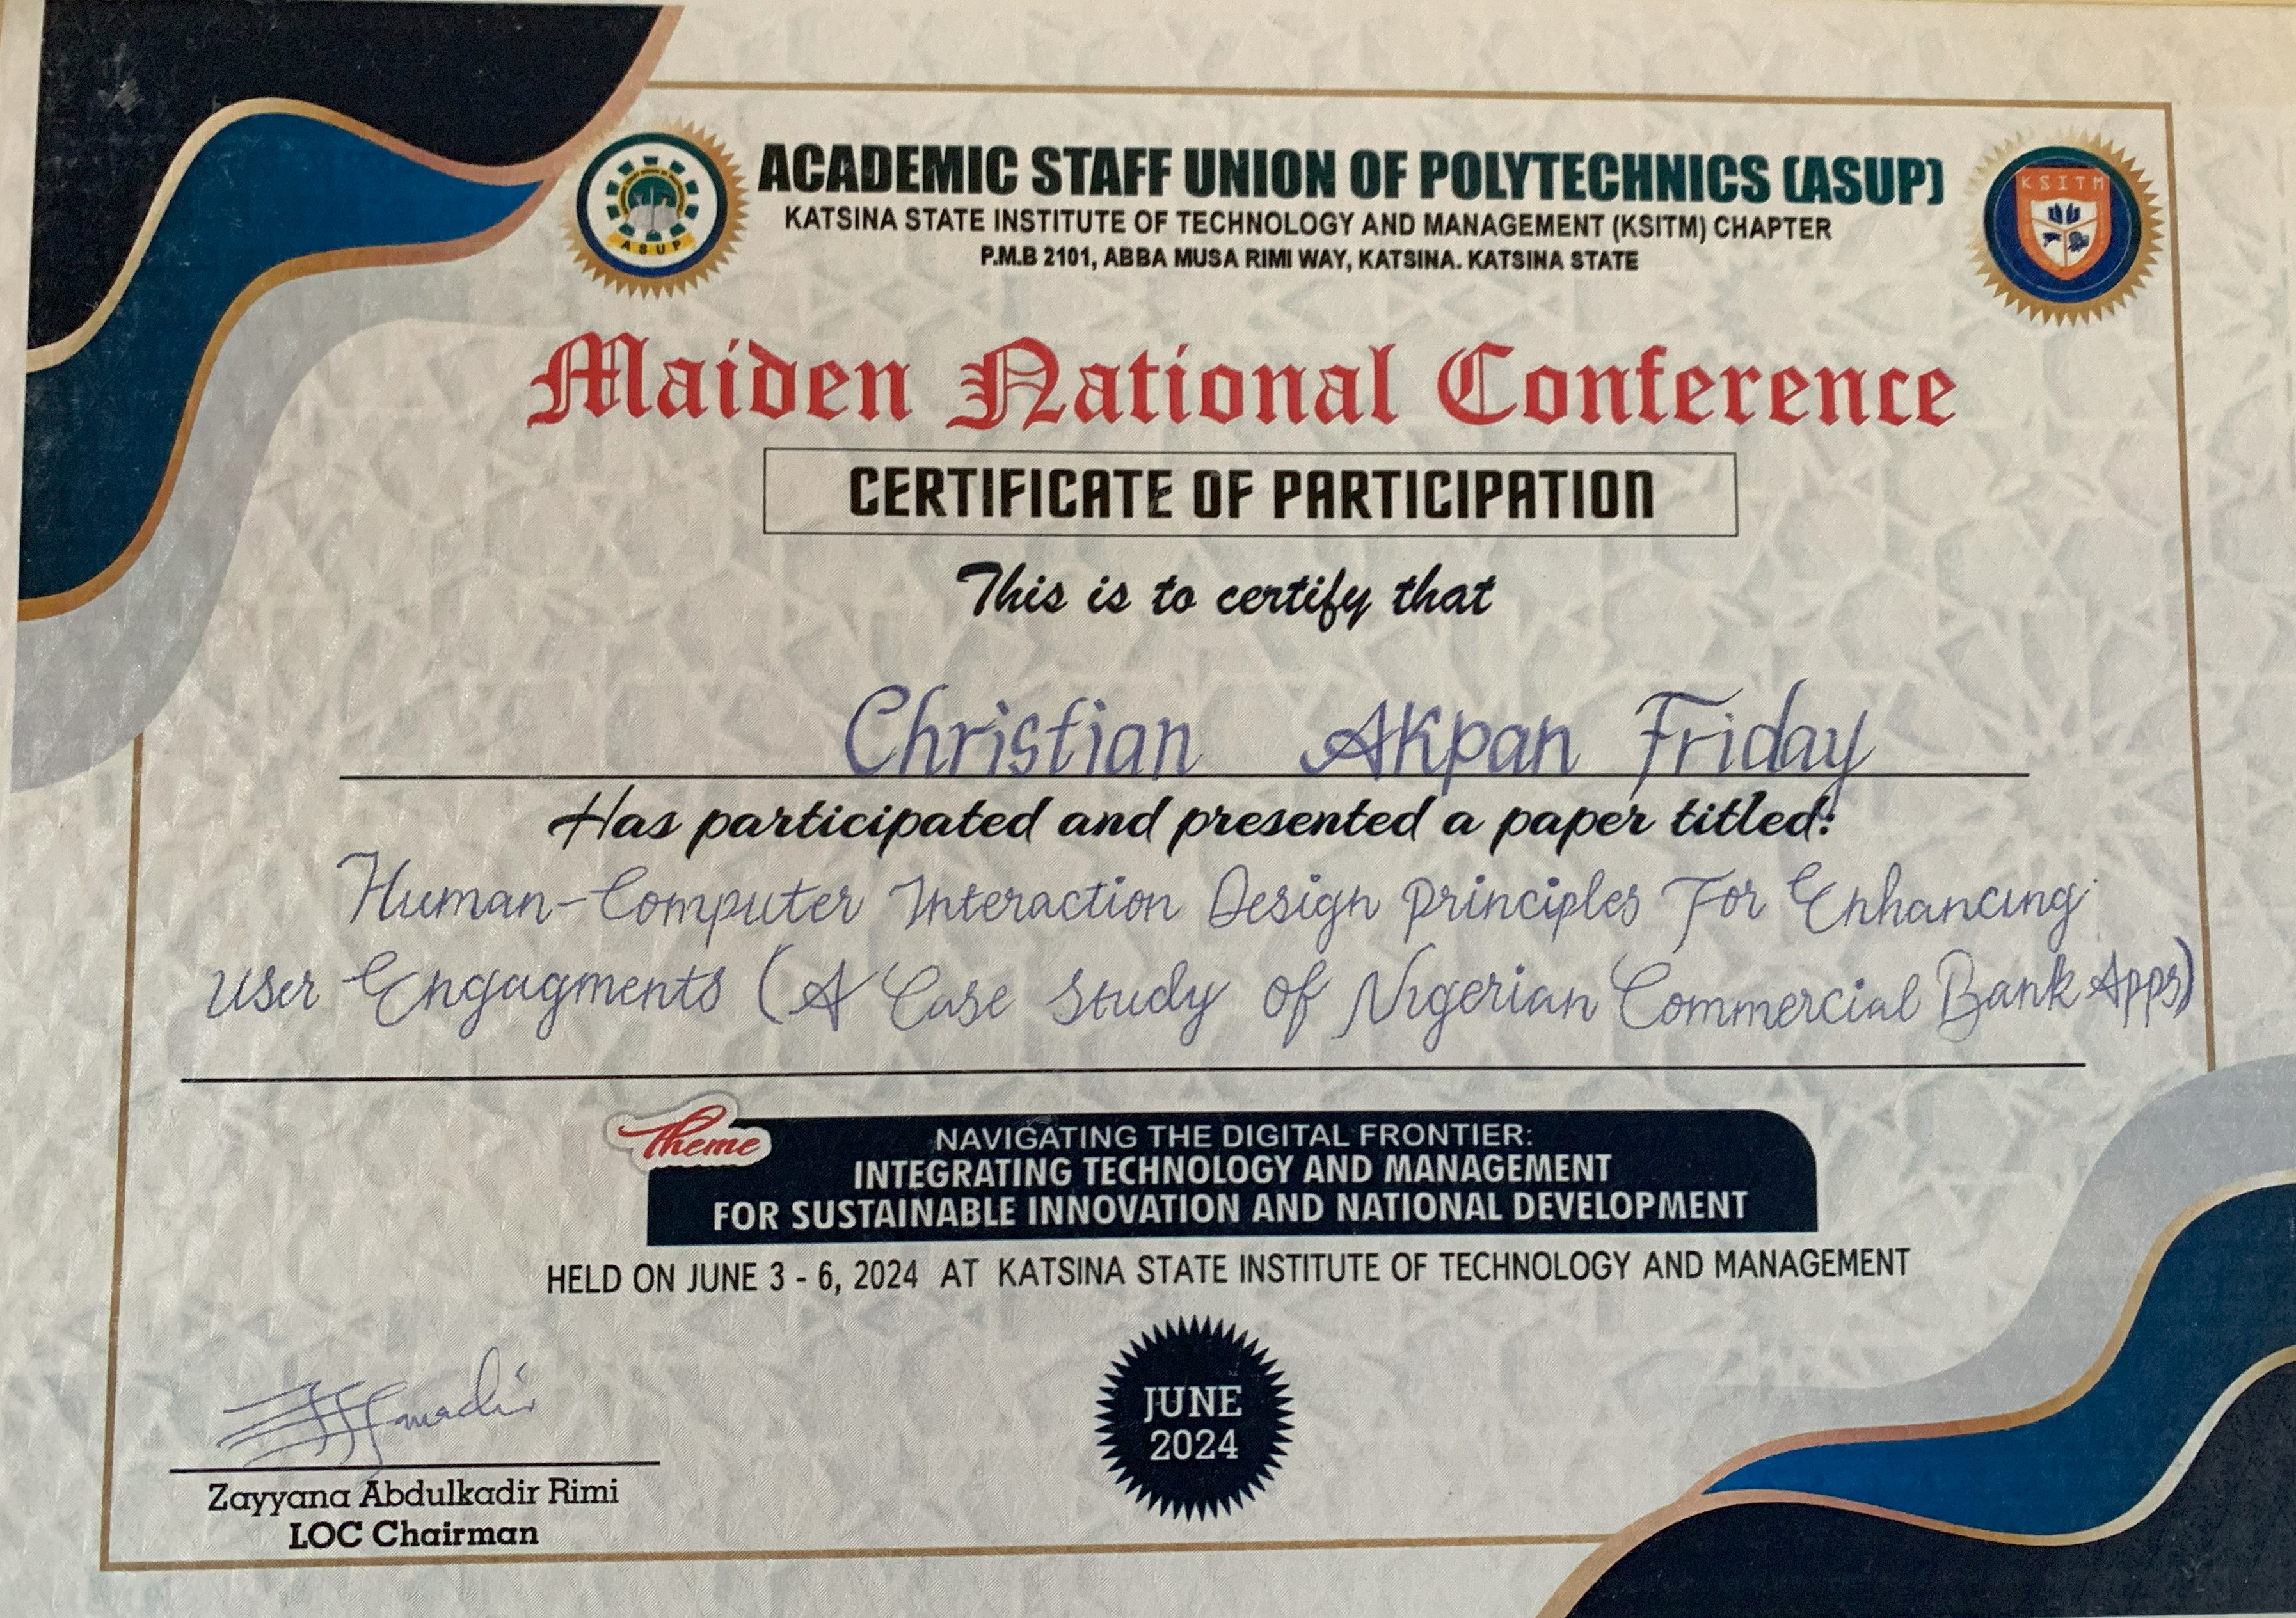 ACADEMIC STAFF UNION OF POLYTECHNICS (ASUP)
KATSINA STATE INSTITUTE OF TECHNOLOGY AND MANAGEMENT (KSITM) CHAPTER
P.M.B 2101, ABBA MUSA RIMI WAY, KATSINA. KATSINA STATE
ASUP
KSITM
Maiden National Conference
CERTIFICATE OF PARTICIPATION
This is to certify that
Christian Akpan Friday
Has participated and presented a paper titled:
Human-Computer Interaction Design Principles For Enhancing
User Engagments (A Case Study of Nigerian Commercial Bank Apps)
Theme
NAVIGATING THE DIGITAL FRONTIER:
INTEGRATING TECHNOLOGY AND MANAGEMENT
FOR SUSTAINABLE INNOVATION AND NATIONAL DEVELOPMENT
HELD ON JUNE 3 - 6, 2024 AT KATSINA STATE INSTITUTE OF TECHNOLOGY AND MANAGEMENT
JUNE
2024
Zayyana Abdulkadir Rimi
LOC Chairman